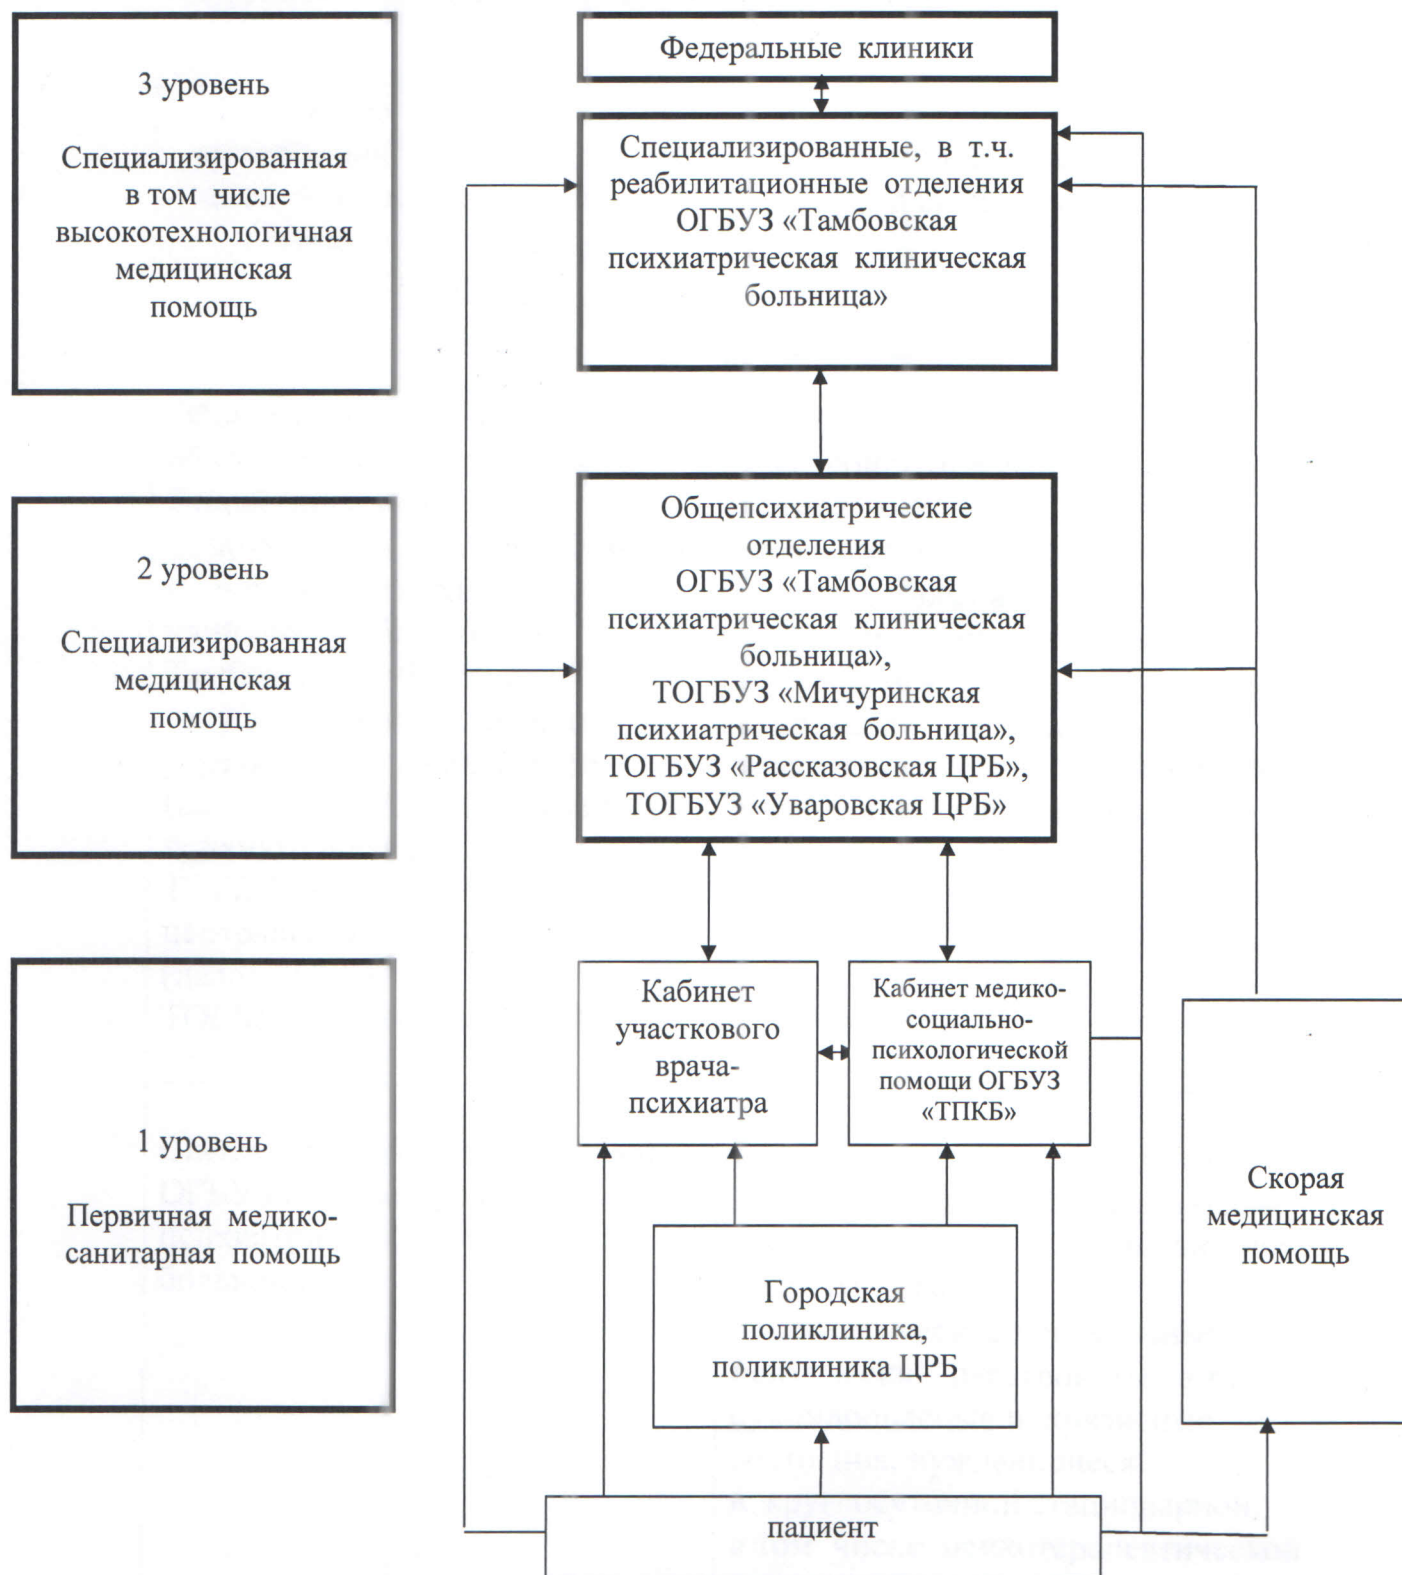 3 уровень
Специализированная
в том числе
высокотехнологичная
медицинская
помощь
Федеральные клиники
Специализированные, в т.ч.
реабилитационные отделения
ОГБУЗ «Тамбовская
психиатрическая клиническая
больница»
2 уровень
Специализированная
медицинская
помощь
Общепсихиатрические
отделения
ОГБУЗ «Тамбовская
психиатрическая клиническая
больница»,
ТОГБУЗ «Мичуринская
психиатрическая больница»,
ТОГБУЗ «Рассказовская ЦРБ»,
ТОГБУЗ «Уваровская ЦРБ»
1 уровень
Первичная медико-
санитарная помощь
Кабинет
участкового
врача-
психиатра
Кабинет медико-
социально-
психологической
помощи ОГБУЗ
«ТПКБ»
Городская
поликлиника,
поликлиника ЦРБ
Скорая
медицинская
помощь
пациент